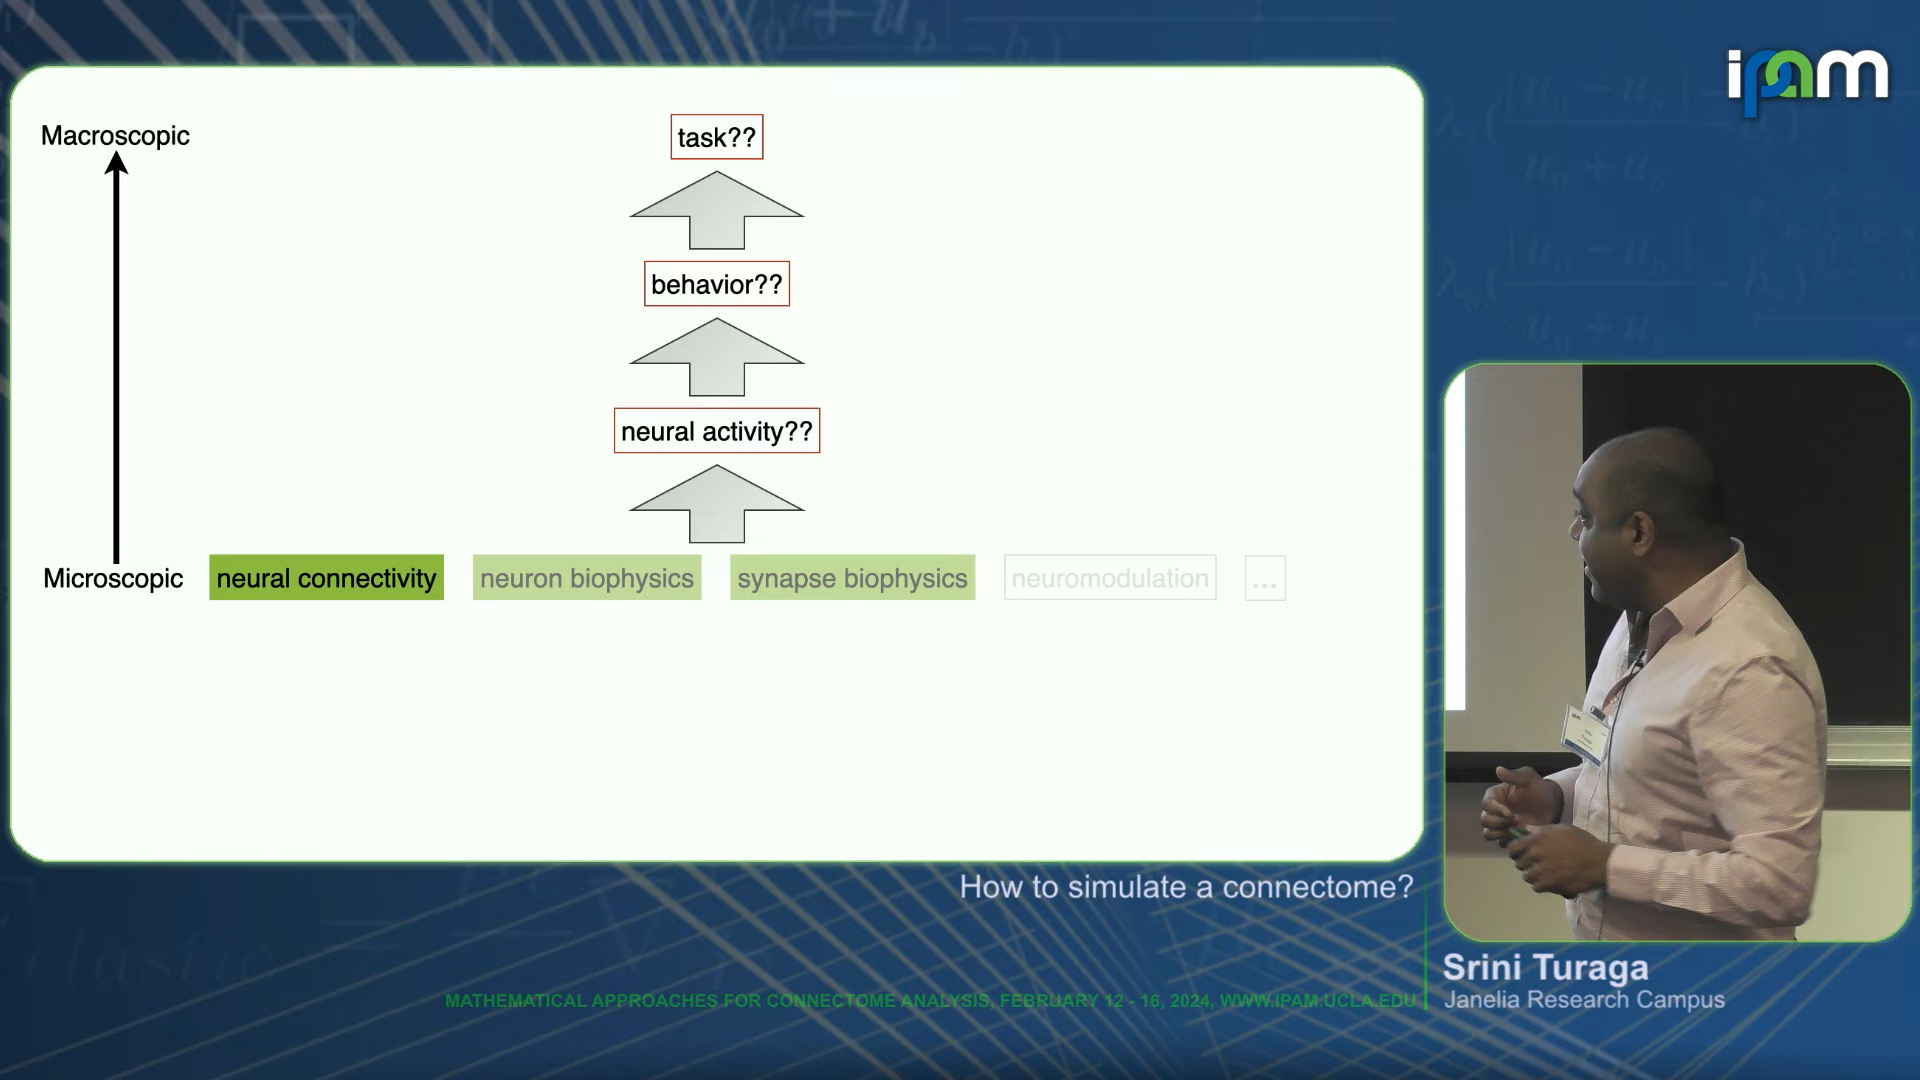 ipam
Macroscopic
task??
behavior??
neural activity??
Microscopic
neural connectivity
neuron biophysics
synapse biophysics
neuromodulation
...
How to simulate a connectome?
Srini Turaga
Janelia Research Campus
MATHEMATICAL APPROACHES FOR CONNECTOME ANALYSIS, FEBRUARY 12 - 16, 2024, WWW.IPAM.UCLA.EDU